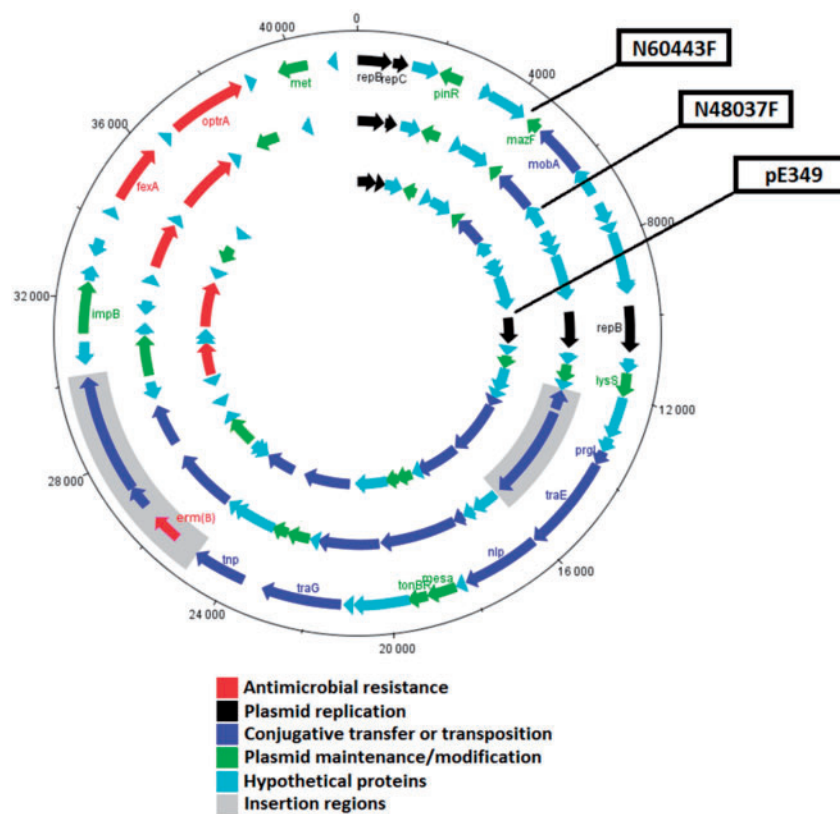 0
40 000
N60443F
repB
repC
4000
met
pinR
N48037F
optrA
mazF
36 000
mobA
pE349
fexA
8000
32 000
impB
repB
lysS
12 000
prgI
28 000
traE
erm(B)
nlp
tnp
16 000
mesa
traG
tonBR
24 000
20 000
Antimicrobial resistance
Plasmid replication
Conjugative transfer or transposition
Plasmid maintenance/modification
Hypothetical proteins
Insertion regions